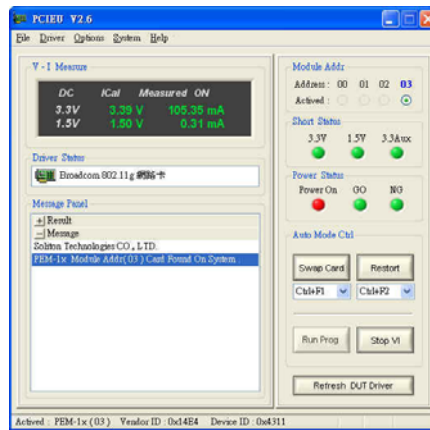 PCIEU V2.6
File Driver Options System Help
V - I Measure
DC ICal Measured ON
3.3V 3.39 V 105.35 mA
1.5V 1.50 V 0.31 mA
Driver Status
Broadcom 802.11g 網路卡
Message Panel
+ Result
- Message
Soliton Technologies CO., LTD.
PEM-1x Module Addr(03) Card Found On System
Module Addr
Address : 00 01 02 03
Actived :
Short Status
3.3V 1.5V 3.3Aux
Power Status
Power On GO NG
Auto Mode Ctrl
Swap Card Restort
Ctrl+F1 Ctrl+F2
Run Prog Stop VI
Refresh DUT Driver
Actived : PEM-1x (03) Vendor ID : 0x14E4 Device ID : 0x4311